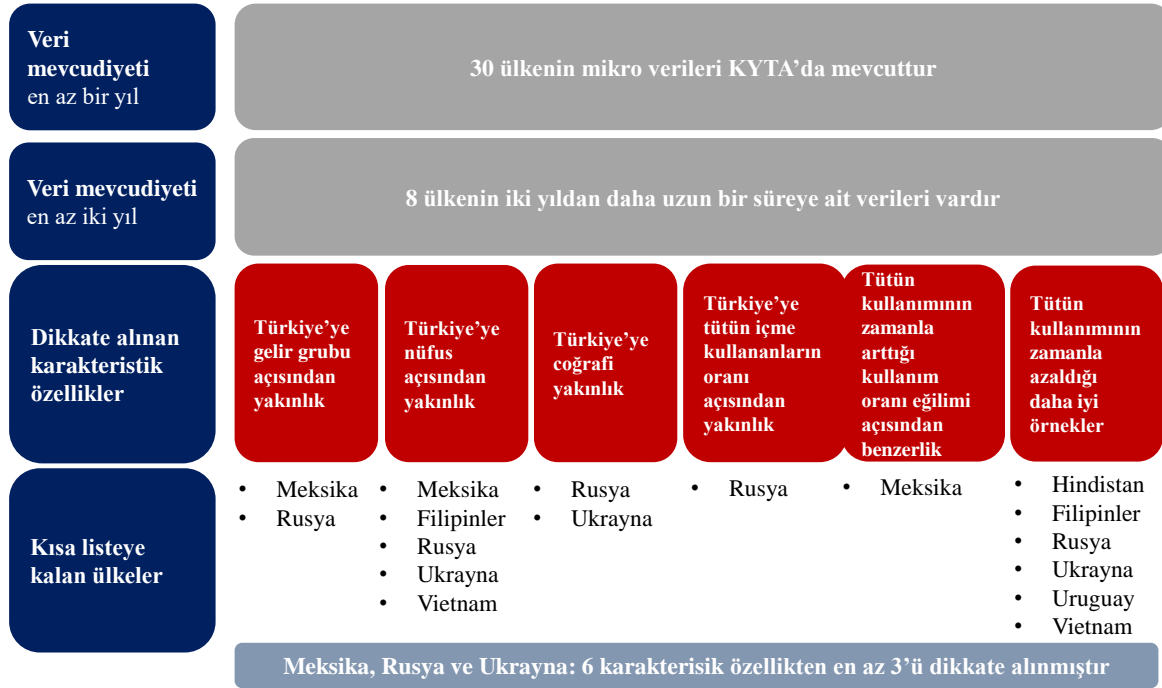 Veri
mevcudiyeti
en az bir yıl
30 ülkenin mikro verileri KYTA’da mevcuttur
Veri mevcudiyeti
en az iki yıl
8 ülkenin iki yıldan daha uzun bir süreye ait verileri vardır
Dikkate alınan
karakteristik
özellikler
Türkiye’ye
gelir grubu
açısından
yakınlık
Türkiye’ye
nüfus
açısından
yakınlık
Türkiye’ye
coğrafi
yakınlık
Türkiye’ye
tütün içme
kullananların
oranı
açısından
yakınlık
Tütün
kullanımının
zamanla
arttığı
kullanım
oranı eğilimi
açısından
benzerlik
Tütün
kullanımının
zamanla
azaldığı
daha iyi
örnekler
Kısa listeye
kalan ülkeler
• Meksika
• Rusya
• Meksika
• Filipinler
• Rusya
• Ukrayna
• Vietnam
• Rusya
• Ukrayna
• Rusya
• Meksika
• Hindistan
• Filipinler
• Rusya
• Ukrayna
• Uruguay
• Vietnam
Meksika, Rusya ve Ukrayna: 6 karakterisik özellikten en az 3’ü dikkate alınmıştır